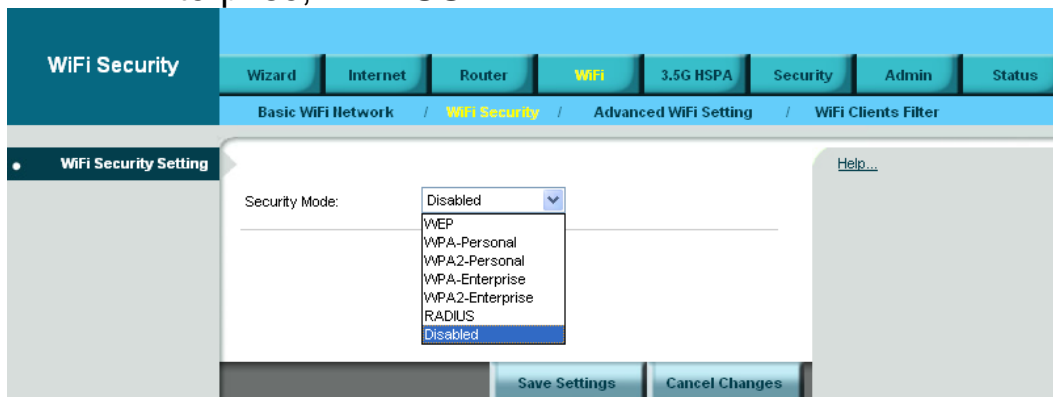 WiFi Security
Wizard Internet Router WiFi 3.5G HSPA Security Admin Status
Basic WiFi Network / WiFi Security / Advanced WiFi Setting / WiFi Clients Filter
WiFi Security Setting
Help...
Security Mode: Disabled
WEP
WPA-Personal
WPA2-Personal
WPA-Enterprise
WPA2-Enterprise
RADIUS
Disabled
Save Settings Cancel Changes